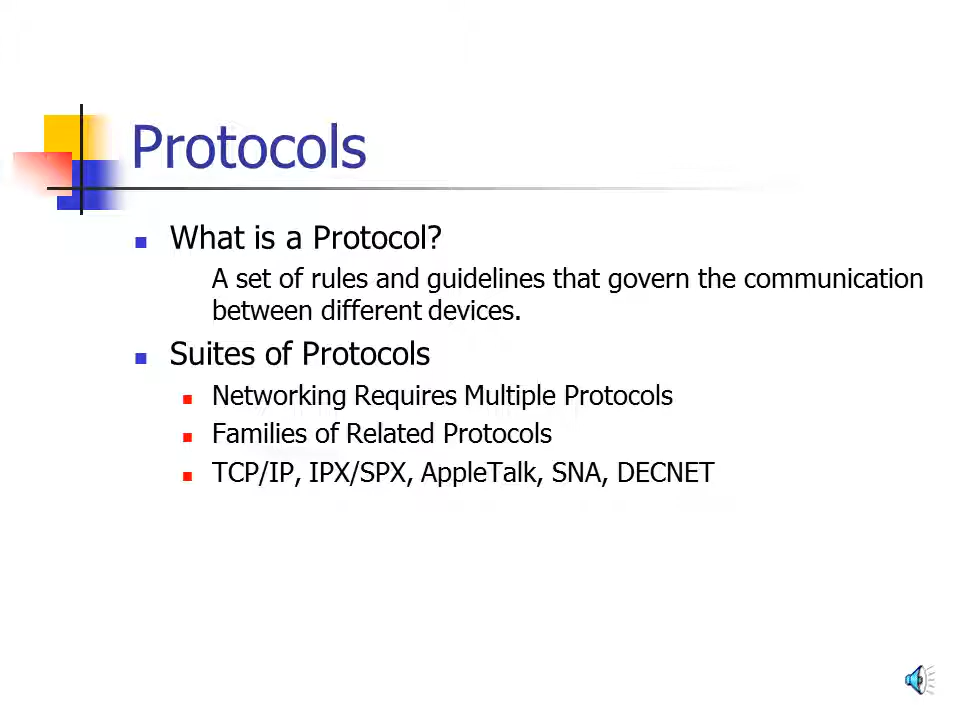 Protocols
What is a Protocol?
A set of rules and guidelines that govern the communication
between different devices.
Suites of Protocols
Networking Requires Multiple Protocols
Families of Related Protocols
TCP/IP, IPX/SPX, AppleTalk, SNA, DECNET